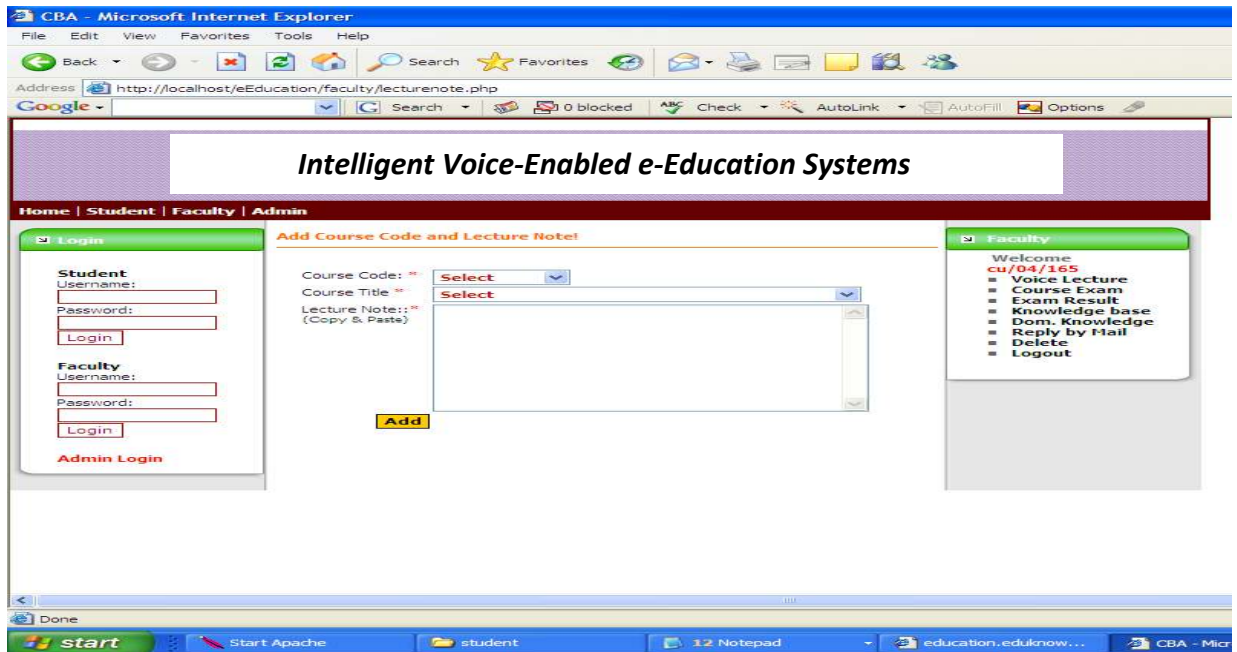 CBA - Microsoft Internet Explorer
File Edit View Favorites Tools Help
Back Search Favorites
Address http://localhost/eEducation/faculty/lecturenote.php
Google Search 0 blocked ABC Check AutoLink AutoFill Options
Intelligent Voice-Enabled e-Education Systems
Home | Student | Faculty | Admin
Login
Student
Username:
Password:
Login
Faculty
Username:
Password:
Login
Admin Login
Add Course Code and Lecture Note!
Course Code: * Select
Course Title * Select
Lecture Note::*
(Copy & Paste)
Add
Faculty
Welcome
cu/04/165
Voice Lecture
Course Exam
Exam Result
Knowledge base
Dom. Knowledge
Reply by Mail
Delete
Logout
Done
start Start Apache student 12 Notepad education.eduknow... CBA - Micr